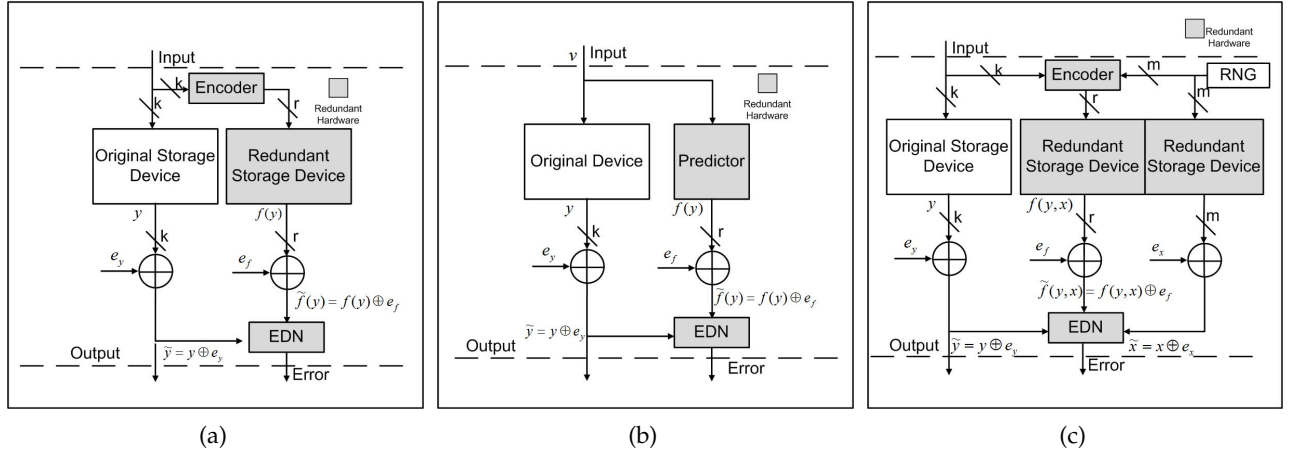 Input
k
Encoder
k
r
Redundant
Hardware
Original Storage
Device
Redundant
Storage Device
y
f(y)
k
r
e_y
e_f
f̃(y) = f(y) ⊕ e_f
EDN
ỹ = y ⊕ e_y
Output
Error
(a)
v
Input
Redundant
Hardware
Original Device
Predictor
y
f(y)
k
r
e_y
e_f
f̃(y) = f(y) ⊕ e_f
ỹ = y ⊕ e_y
EDN
Output
Error
(b)
Redundant
Hardware
Input
k
Encoder
m
RNG
k
r
m
Original Storage
Device
Redundant
Storage Device
Redundant
Storage Device
y
f(y, x)
k
r
m
e_y
e_f
e_x
f̃(y, x) = f(y, x) ⊕ e_f
EDN
Output
ỹ = y ⊕ e_y
x̃ = x ⊕ e_x
Error
(c)